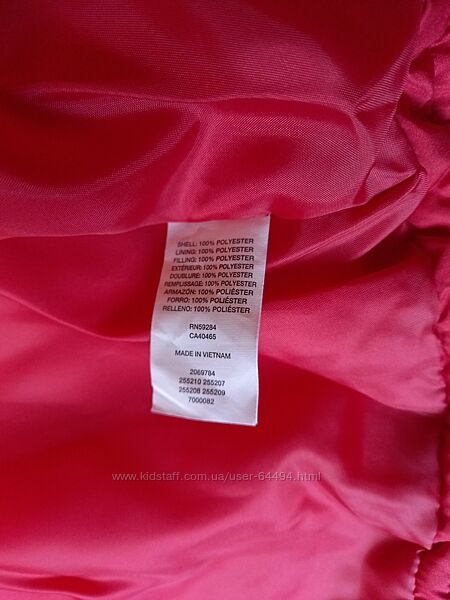 SHELL: 100% POLYESTER
LINING: 100% POLYESTER
FILLING: 100% POLYESTER
EXTÉRIEUR: 100% POLYESTER
DOUBLURE: 100% POLYESTER
REMPLISSAGE: 100% POLYESTER
ARMAZÓN: 100% POLIÉSTER
FORRO: 100% POLIÉSTER
RELLENO: 100% POLIÉSTER
RN59284
CA40465
MADE IN VIETNAM
2069784
255210 255207
255208 255209
7000082
www.kidstaff.com.ua/user-64494.html